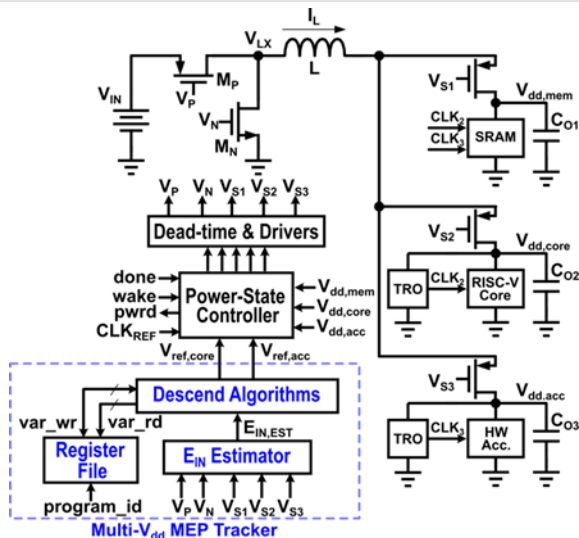 I_L
V_LX
L
M_P
V_IN
V_P
V_N
M_N
V_S1
V_dd,mem
CLK_2
CLK_3
SRAM
C_O1
V_P V_N V_S1 V_S2 V_S3
Dead-time & Drivers
V_S2
V_dd,core
TRO
CLK_2
RISC-V
Core
C_O2
done
wake
pwrd
CLK_REF
Power-State
Controller
V_dd,mem
V_dd,core
V_dd,acc
V_ref,core
V_ref,acc
V_S3
V_dd.acc
TRO
CLK_3
HW
Acc.
C_O3
Descend Algorithms
var_wr
var_rd
E_IN,EST
Register
File
E_IN Estimator
program_id
V_P V_N V_S1 V_S2 V_S3
Multi-V_dd MEP Tracker